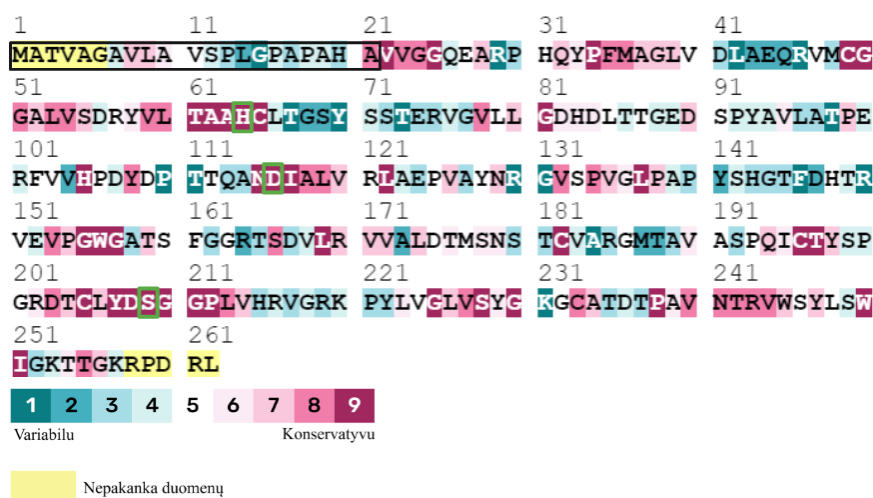 1 11 21 31 41
MATVAGAVLA VSPLGPAPAH AVVGGQEARP HQYPFMAGLV DLAEQRVMCG
51 61 71 81 91
GALVSDRYVL TAAHCLTGSY SSTERVGVLL GDHDLTTGED SPYAVLATPE
101 111 121 131 141
RFVVHPDYDP TTQANDIALV RLAEPVAYNR GVSPVGLPAP YSHGTFDHTR
151 161 171 181 191
VEVPGWGATS FGGRTSDVLR VVALDTMSNS TCVARGMTAV ASPQICTYSP
201 211 221 231 241
GRDTCLYDSG GPLVHRVGRK PYLVGLVSYG KGCATDTPAV NTRVWSYLSW
251 261
IGKTTGKRPD RL
1 2 3 4 5 6 7 8 9
Variabilu Konservatyvu
Nepakanka duomenų